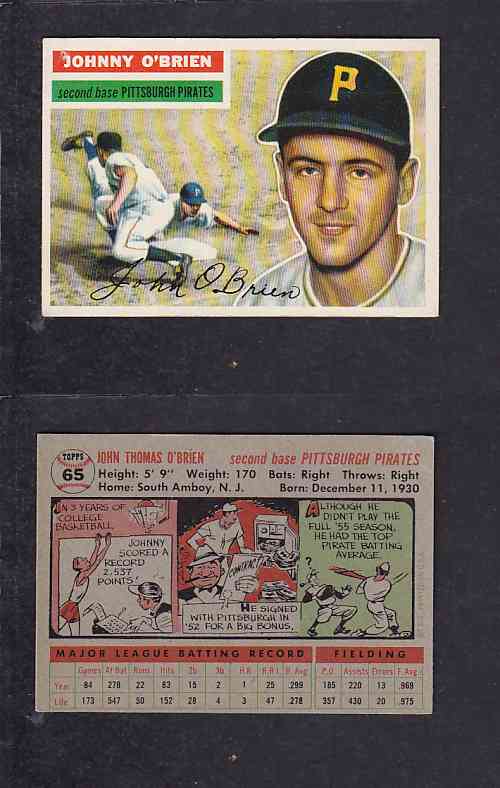 JOHNNY O'BRIEN
second base PITTSBURGH PIRATES
P
John O'Brien
TOPPS
65
JOHN THOMAS O'BRIEN second base PITTSBURGH PIRATES
Height: 5' 9" Weight: 170 Bats: Right Throws: Right
Home: South Amboy, N. J. Born: December 11, 1930
IN 3 YEARS OF
COLLEGE
BASKETBALL,
JOHNNY
SCORED A
RECORD
2,537
POINTS!
CONTRACT
HE SIGNED
WITH PITTSBURGH IN
'52 FOR A BIG BONUS.
ALTHOUGH HE
DIDN'T PLAY THE
FULL '55 SEASON,
HE HAD THE TOP
PIRATE BATTING
AVERAGE.
MAJOR LEAGUE BATTING RECORD FIELDING
Games At Bat Runs Hits 2b 3b H.R. R.B.I. B. Avg P.O. Assists Errors F. Avg
Year 84 278 22 83 15 2 1 25 .299 185 220 13 .969
Life 173 547 50 152 28 4 3 47 .278 357 430 20 .975